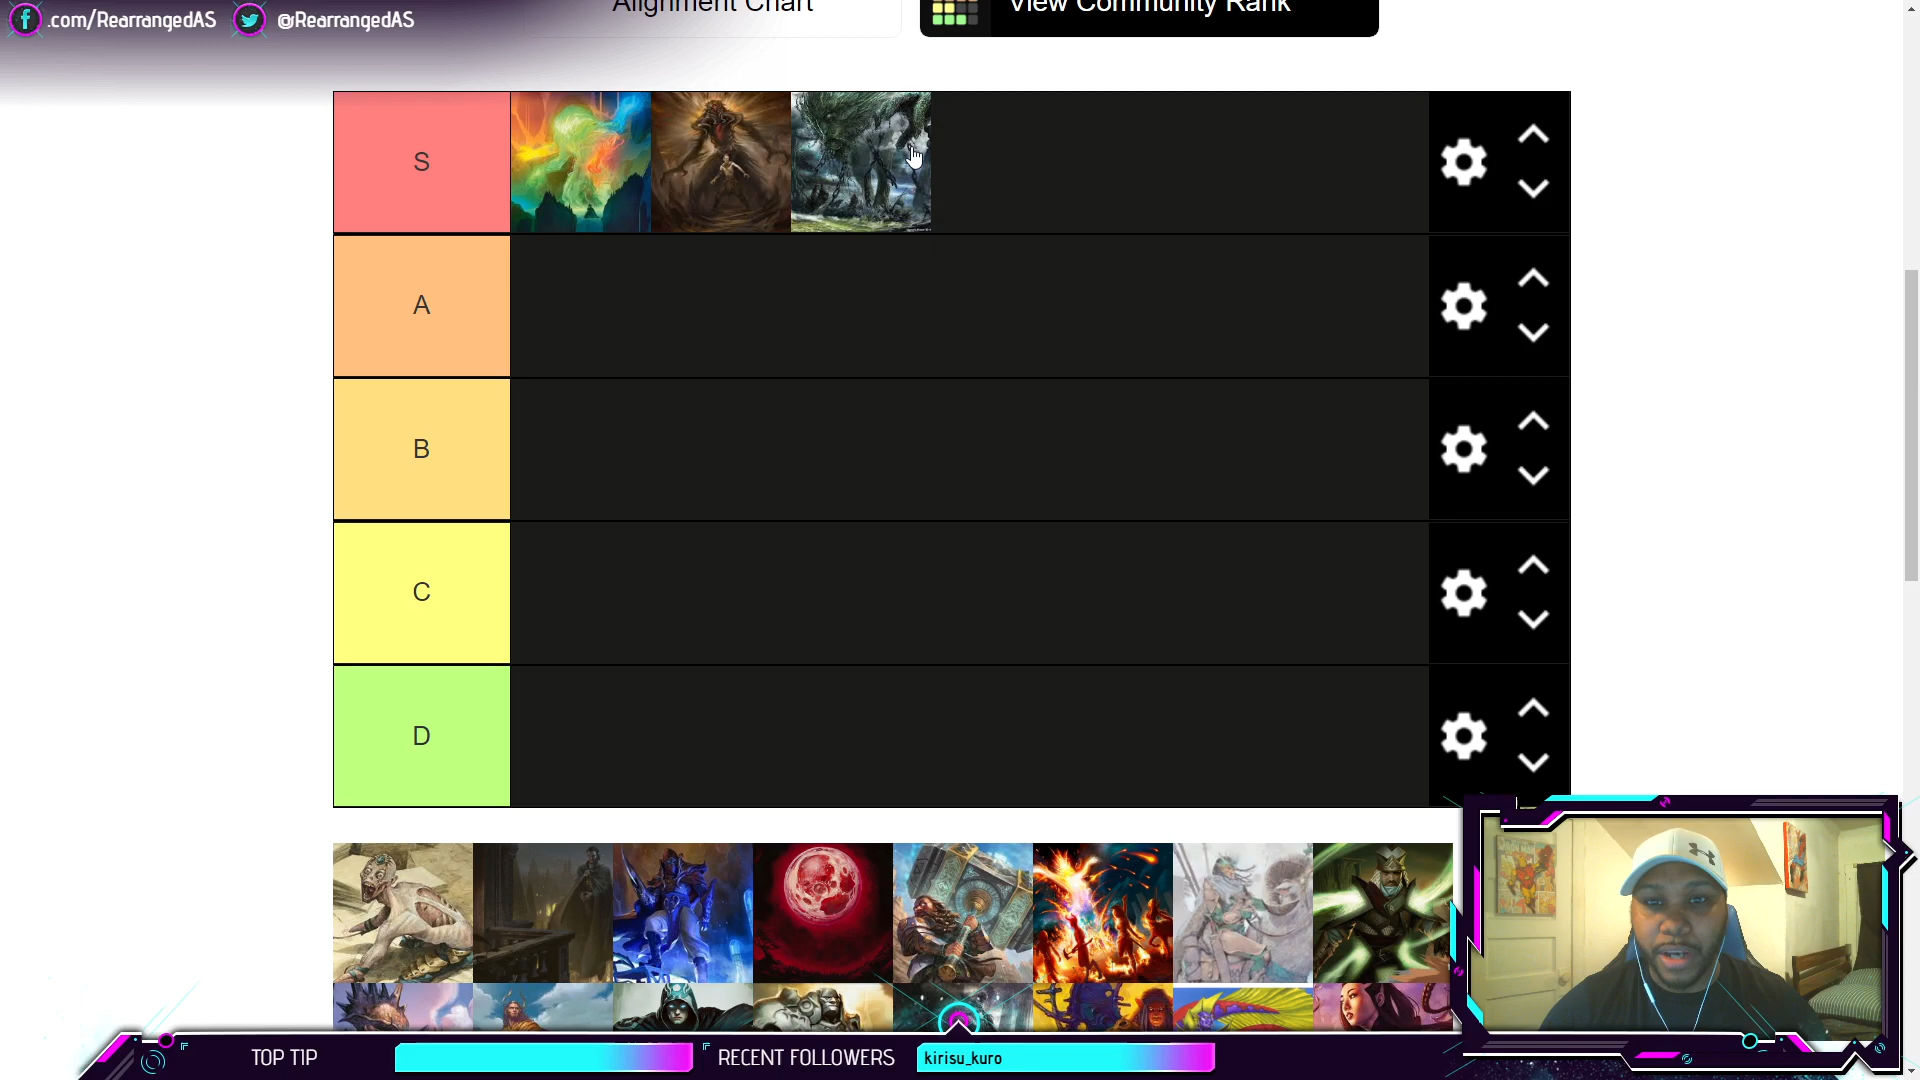 .com/RearrangedAS @RearrangedAS
Alignment Chart
View Community Rank
S
A
B
C
D
TOP TIP
RECENT FOLLOWERS
kirisu_kuro